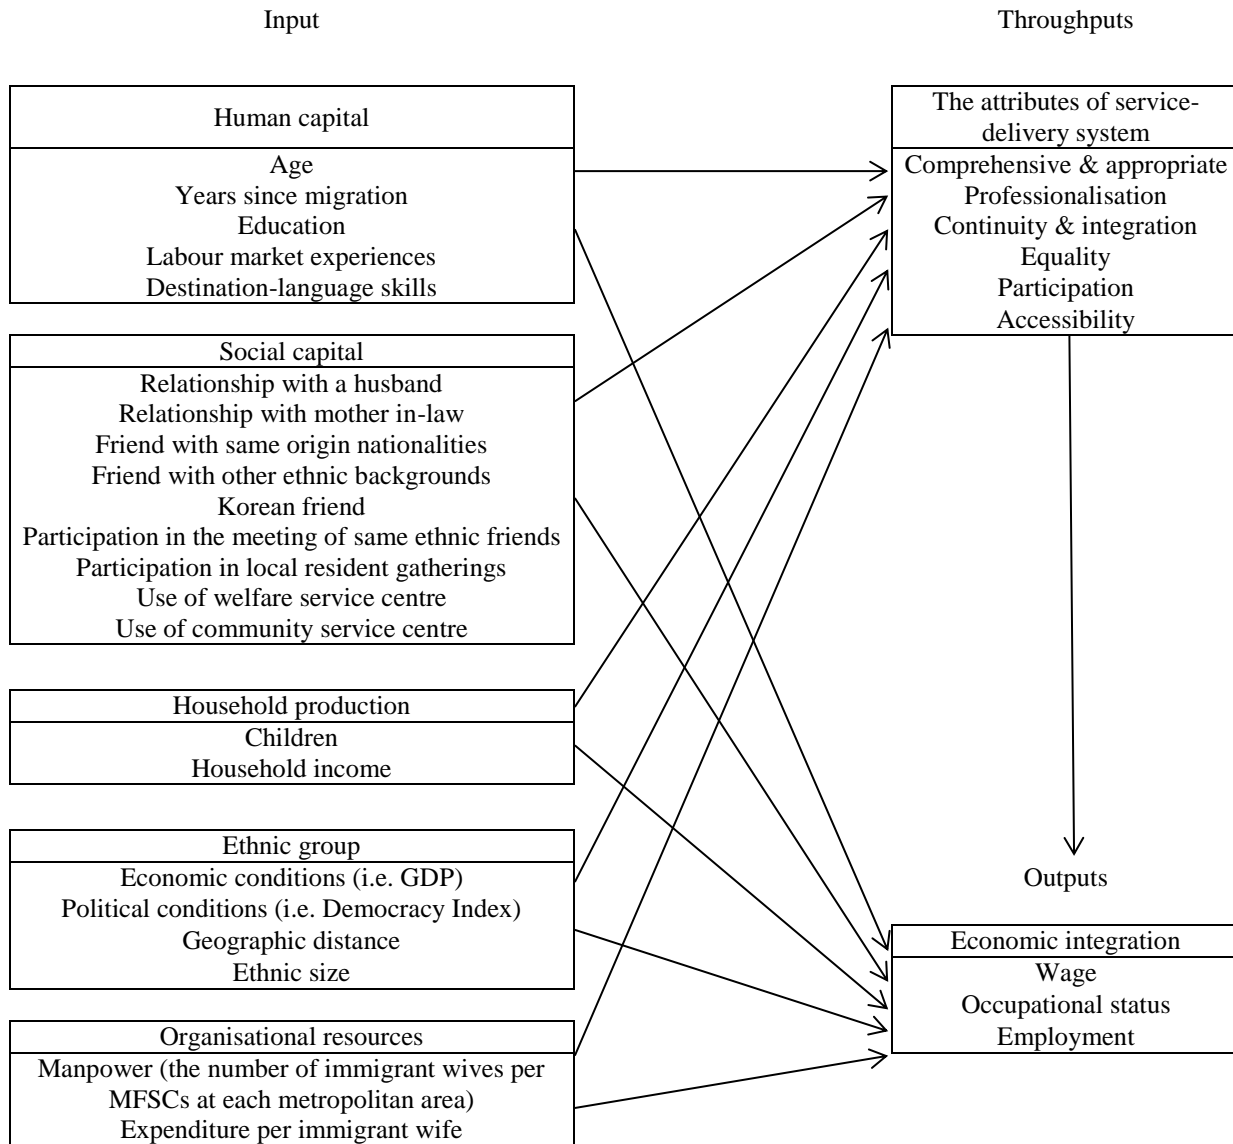 Input
Throughputs
Human capital
Age
Years since migration
Education
Labour market experiences
Destination-language skills
Social capital
Relationship with a husband
Relationship with mother in-law
Friend with same origin nationalities
Friend with other ethnic backgrounds
Korean friend
Participation in the meeting of same ethnic friends
Participation in local resident gatherings
Use of welfare service centre
Use of community service centre
Household production
Children
Household income
Ethnic group
Economic conditions (i.e. GDP)
Political conditions (i.e. Democracy Index)
Geographic distance
Ethnic size
Organisational resources
Manpower (the number of immigrant wives per
MFSCs at each metropolitan area)
Expenditure per immigrant wife
The attributes of service-
delivery system
Comprehensive & appropriate
Professionalisation
Continuity & integration
Equality
Participation
Accessibility
Outputs
Economic integration
Wage
Occupational status
Employment